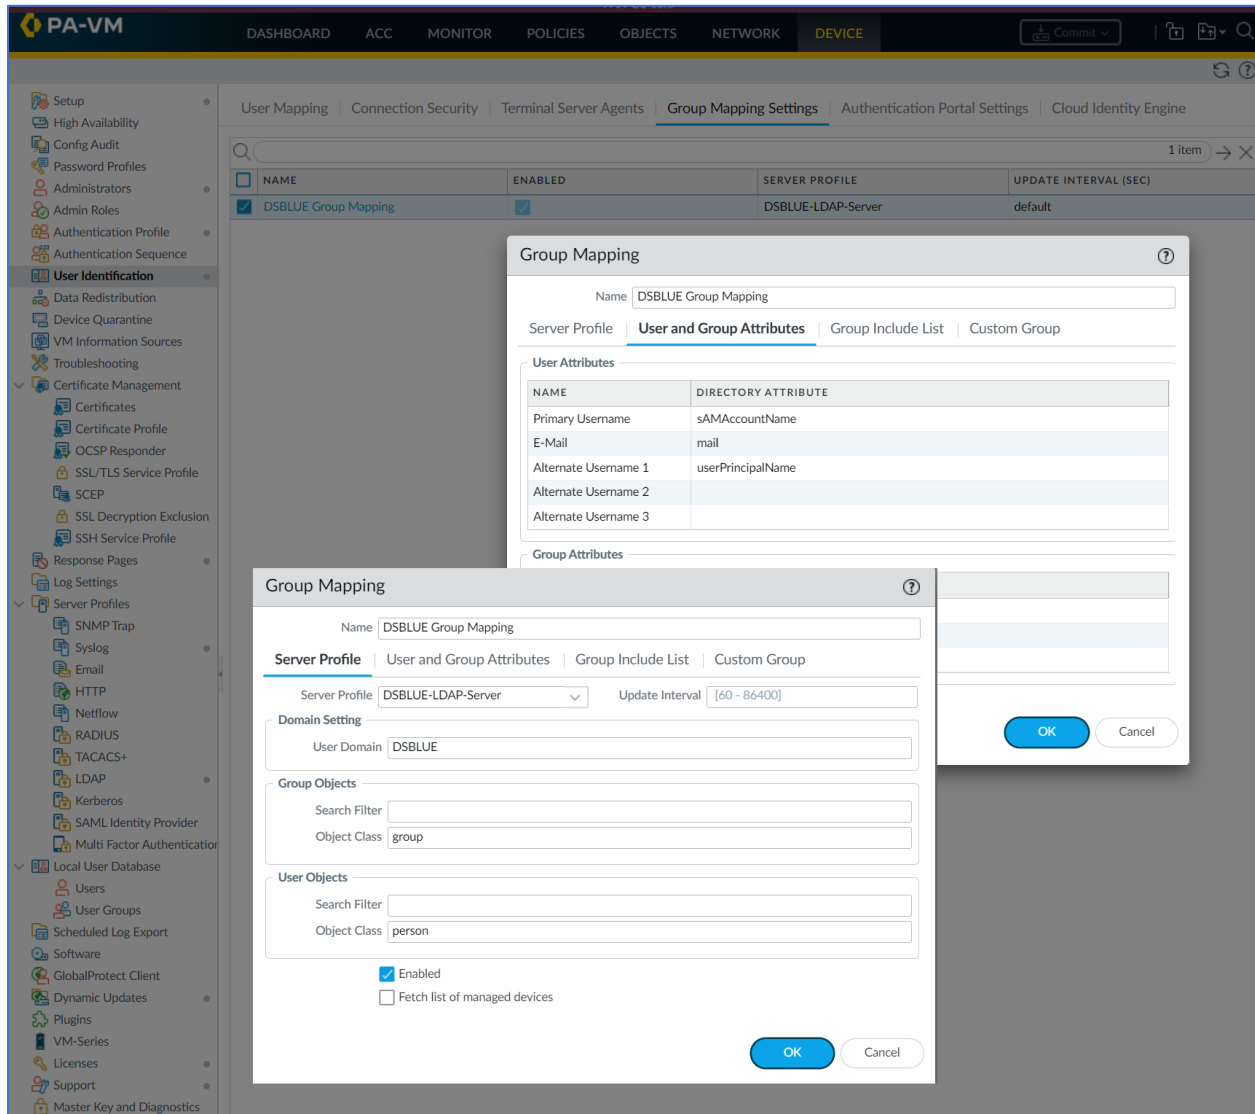 PA-VM
DASHBOARD ACC MONITOR POLICIES OBJECTS NETWORK DEVICE Commit
Setup
High Availability
Config Audit
Password Profiles
Administrators
Admin Roles
Authentication Profile
Authentication Sequence
User Identification
Data Redistribution
Device Quarantine
VM Information Sources
Troubleshooting
Certificate Management
Certificates
Certificate Profile
OCSP Responder
SSL/TLS Service Profile
SCEP
SSL Decryption Exclusion
SSH Service Profile
Response Pages
Log Settings
Server Profiles
SNMP Trap
Syslog
Email
HTTP
Netflow
RADIUS
TACACS+
LDAP
Kerberos
SAML Identity Provider
Multi Factor Authentication
Local User Database
Users
User Groups
Scheduled Log Export
Software
GlobalProtect Client
Dynamic Updates
Plugins
VM-Series
Licenses
Support
Master Key and Diagnostics
User Mapping Connection Security Terminal Server Agents Group Mapping Settings Authentication Portal Settings Cloud Identity Engine
1 item
NAME ENABLED SERVER PROFILE UPDATE INTERVAL (SEC)
DSBLUE Group Mapping DSBLUE-LDAP-Server default
Group Mapping
Name DSBLUE Group Mapping
Server Profile User and Group Attributes Group Include List Custom Group
User Attributes
NAME DIRECTORY ATTRIBUTE
Primary Username sAMAccountName
E-Mail mail
Alternate Username 1 userPrincipalName
Alternate Username 2
Alternate Username 3
Group Attributes
OK Cancel
Group Mapping
Name DSBLUE Group Mapping
Server Profile User and Group Attributes Group Include List Custom Group
Server Profile DSBLUE-LDAP-Server Update Interval [60 - 86400]
Domain Setting
User Domain DSBLUE
Group Objects
Search Filter
Object Class group
User Objects
Search Filter
Object Class person
Enabled
Fetch list of managed devices
OK Cancel